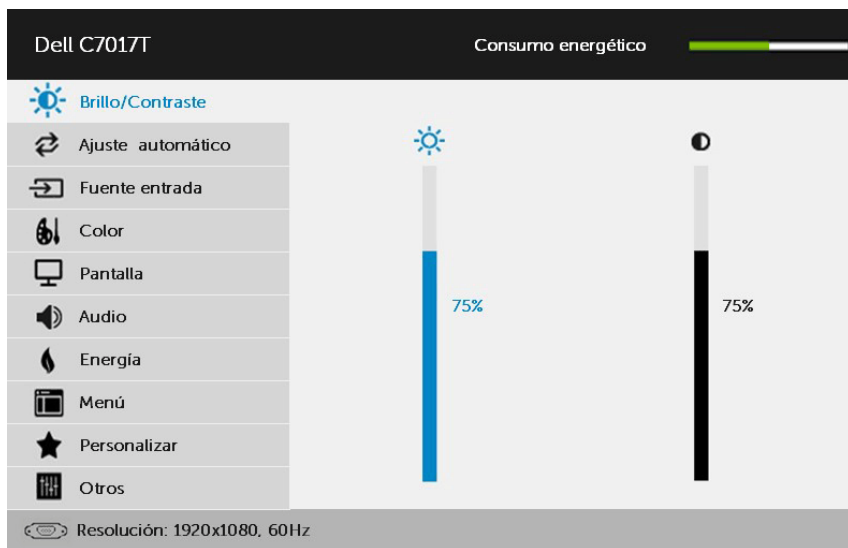 Dell C7017T
Consumo energético
Brillo/Contraste
Ajuste automático
Fuente entrada
Color
Pantalla
Audio
Energía
Menú
Personalizar
Otros
75%
75%
Resolución: 1920x1080, 60Hz